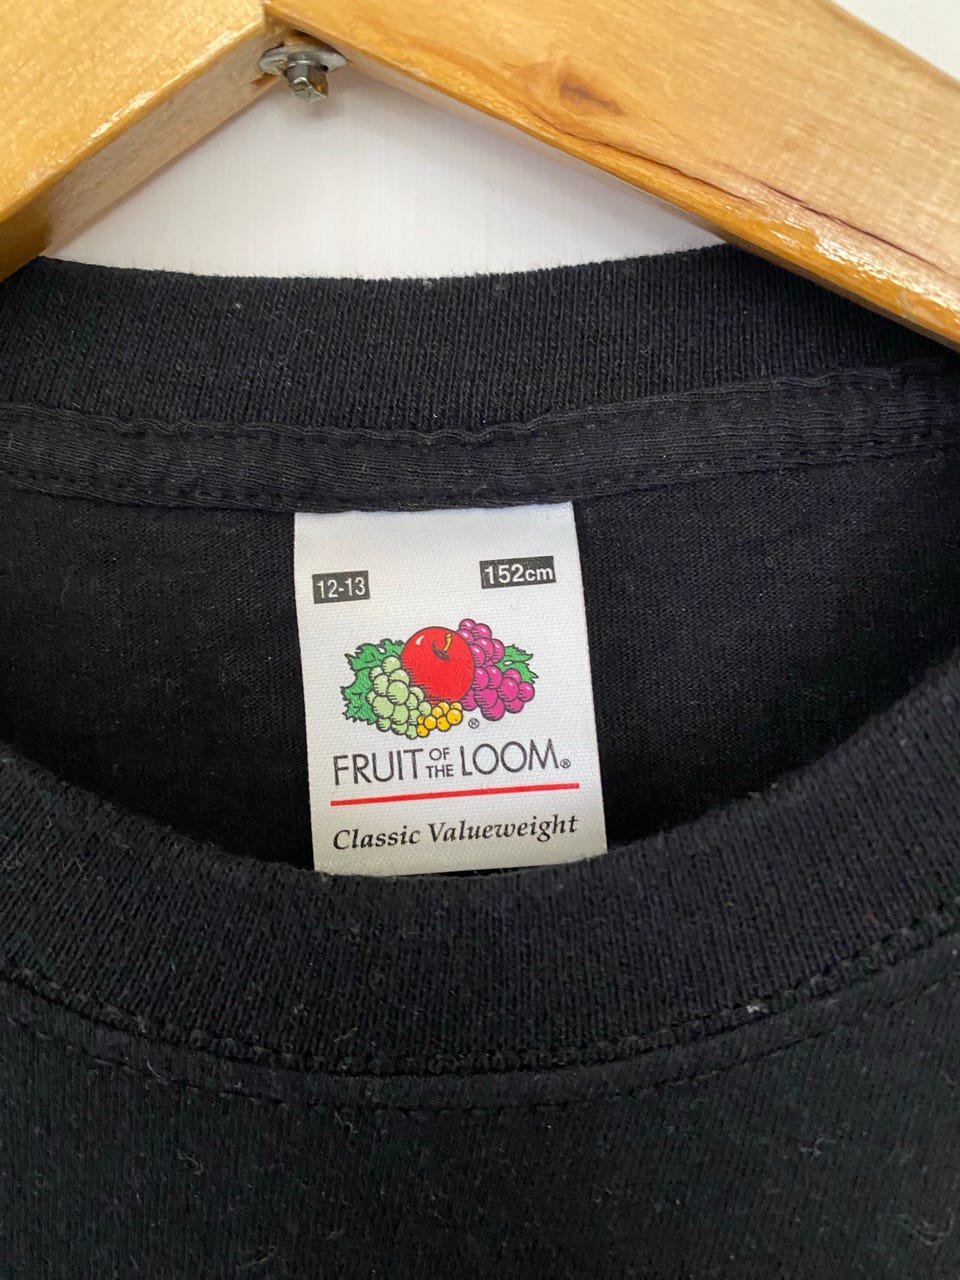 12-13 152cm
®
FRUIT OF THE LOOM®
Classic Valueweight